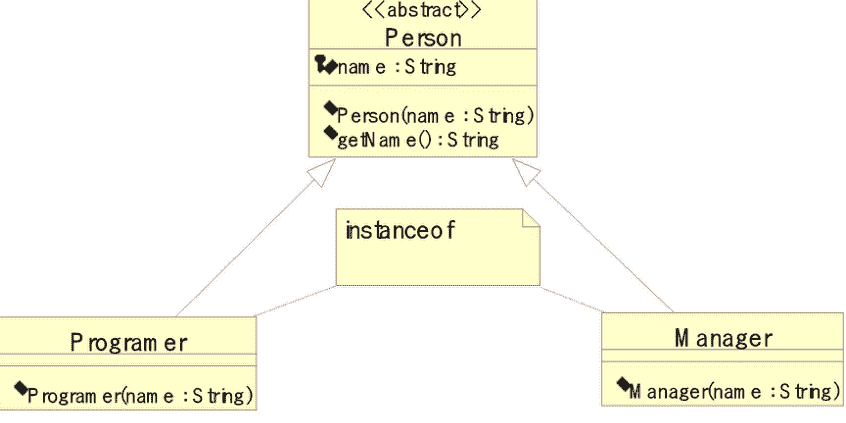 <<abstract>>
Person
name : String
Person(name : String)
getName() : String
instanceof
Programer
Programer(name : String)
Manager
Manager(name : String)